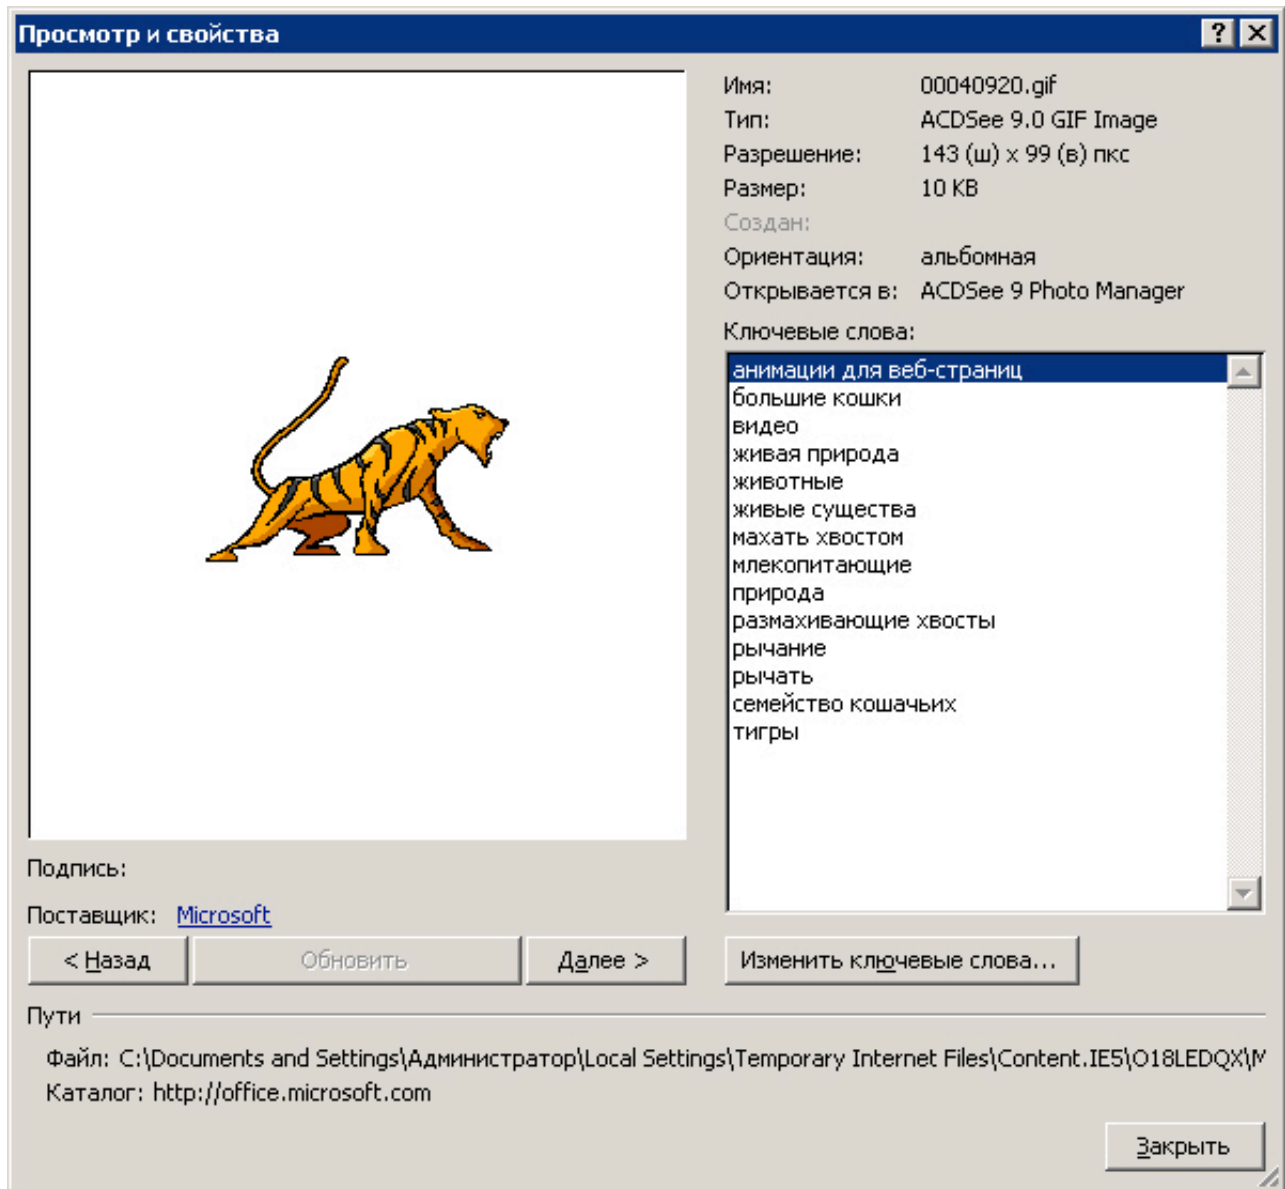 Просмотр и свойства
Имя: 00040920.gif
Тип: ACDSee 9.0 GIF Image
Разрешение: 143 (ш) x 99 (в) пкс
Размер: 10 KB
Создан:
Ориентация: альбомная
Открывается в: ACDSee 9 Photo Manager
Ключевые слова:
анимации для веб-страниц
большие кошки
видео
живая природа
животные
живые существа
махать хвостом
млекопитающие
природа
размахивающие хвосты
рычание
рычать
семейство кошачьих
тигры
Подпись:
Поставщик: Microsoft
< Назад
Обновить
Далее >
Изменить ключевые слова...
Пути
Файл: C:\Documents and Settings\Администратор\Local Settings\Temporary Internet Files\Content.IE5\O18LEDQX\M
Каталог: http://office.microsoft.com
Закрыть